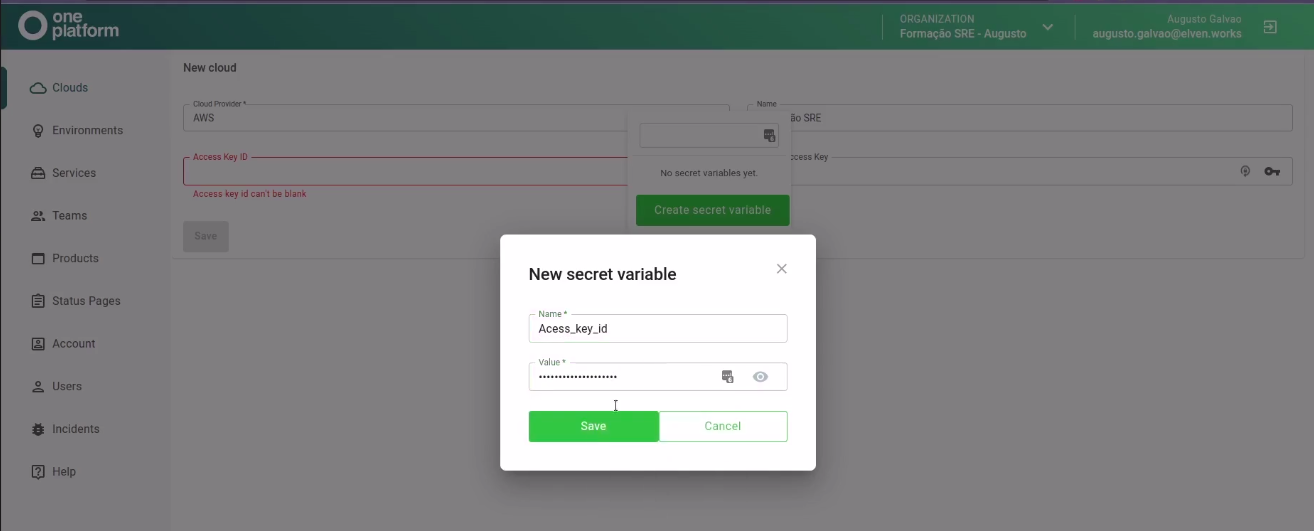 one
platform
ORGANIZATION
Formação SRE - Augusto
Augusto Galvao
augusto.galvao@elven.works
Clouds
Environments
Services
Teams
Products
Status Pages
Account
Users
Incidents
Help
New cloud
Cloud Provider *
AWS
Name
ão SRE
Access Key ID
Access key id can't be blank
ccess Key
No secret variables yet.
Create secret variable
Save
New secret variable
Name *
Acess_key_id
Value *
••••••••••••••••••••
Save
Cancel